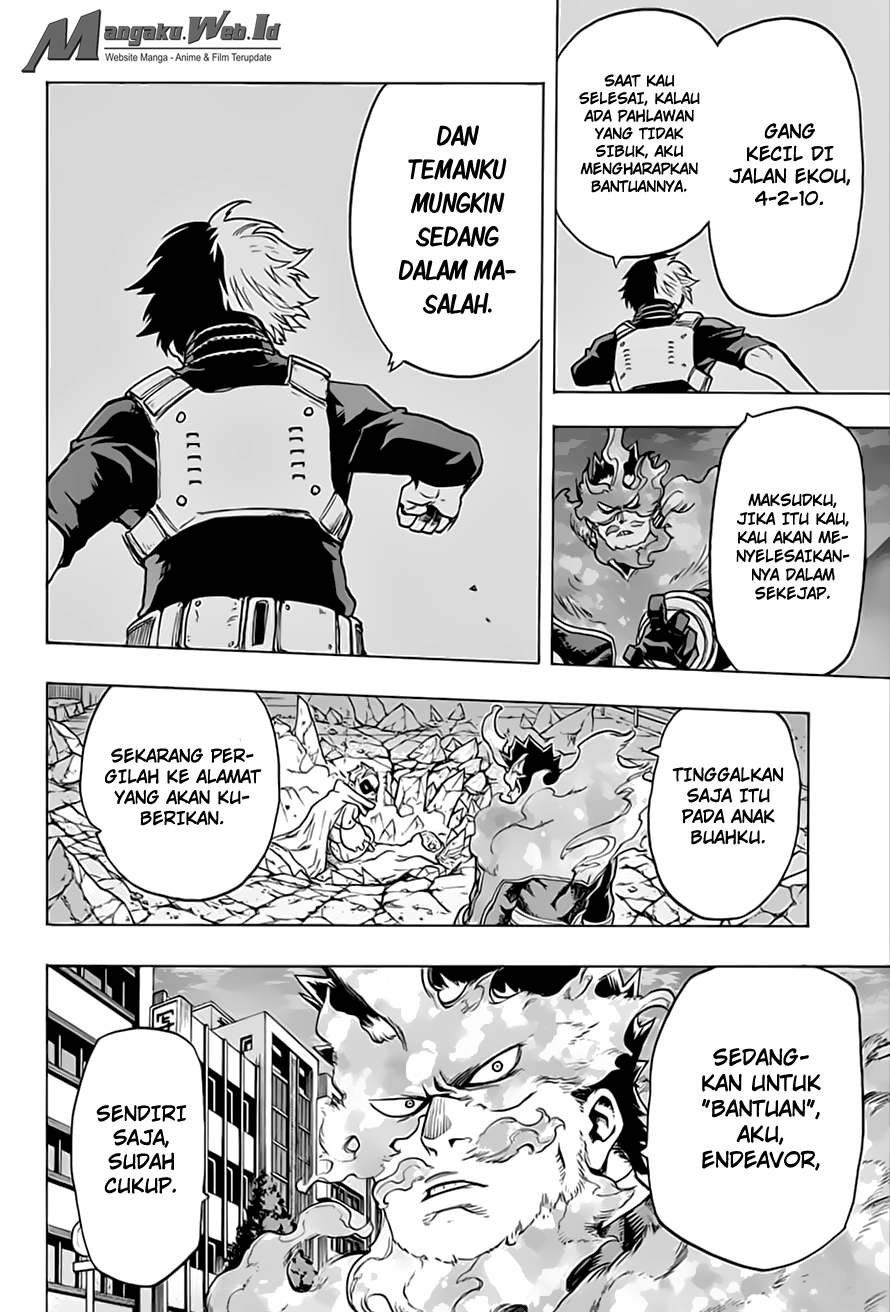 Mangaku.Web.Id
Website Manga - Anime & Film Terupdate
GANG
KECIL DI
JALAN EKOU,
4-2-10.
SAAT KAU
SELESAI, KALAU
ADA PAHLAWAN
YANG TIDAK
SIBUK, AKU
MENGHARAPKAN
BANTUANNYA.
DAN
TEMANKU
MUNGKIN
SEDANG
DALAM MA-
SALAH.
MAKSUDKU,
JIKA ITU KAU,
KAU AKAN ME-
NYELESAIKAN-
NYA DALAM
SEKEJAP.
TINGGALKAN
SAJA ITU
PADA ANAK
BUAHKU.
SEKARANG PER-
GILAH KE ALAMAT
YANG AKAN KU-
BERIKAN.
SEDANG-
KAN UNTUK
"BANTUAN",
AKU,
ENDEAVOR,
SENDIRI
SAJA,
SUDAH
CUKUP.